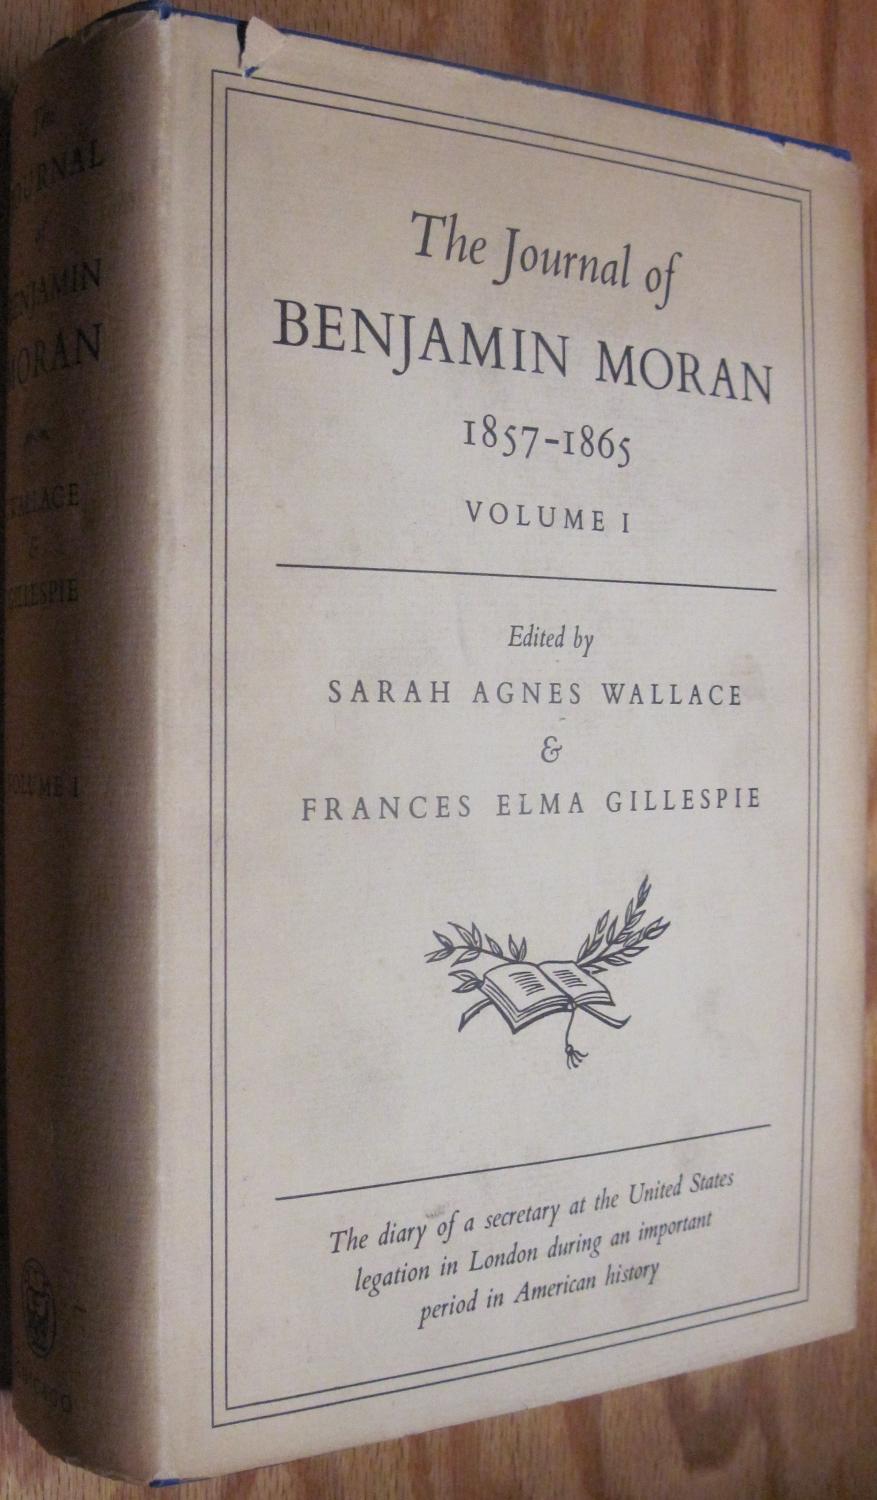 The Journal of
BENJAMIN MORAN
1857-1865
VOLUME I
Edited by
SARAH AGNES WALLACE
&
FRANCES ELMA GILLESPIE
The diary of a secretary at the United States
legation in London during an important
period in American history
The
JOURNAL
of
BENJAMIN
MORAN
WALLACE
&
GILLESPIE
VOLUME I